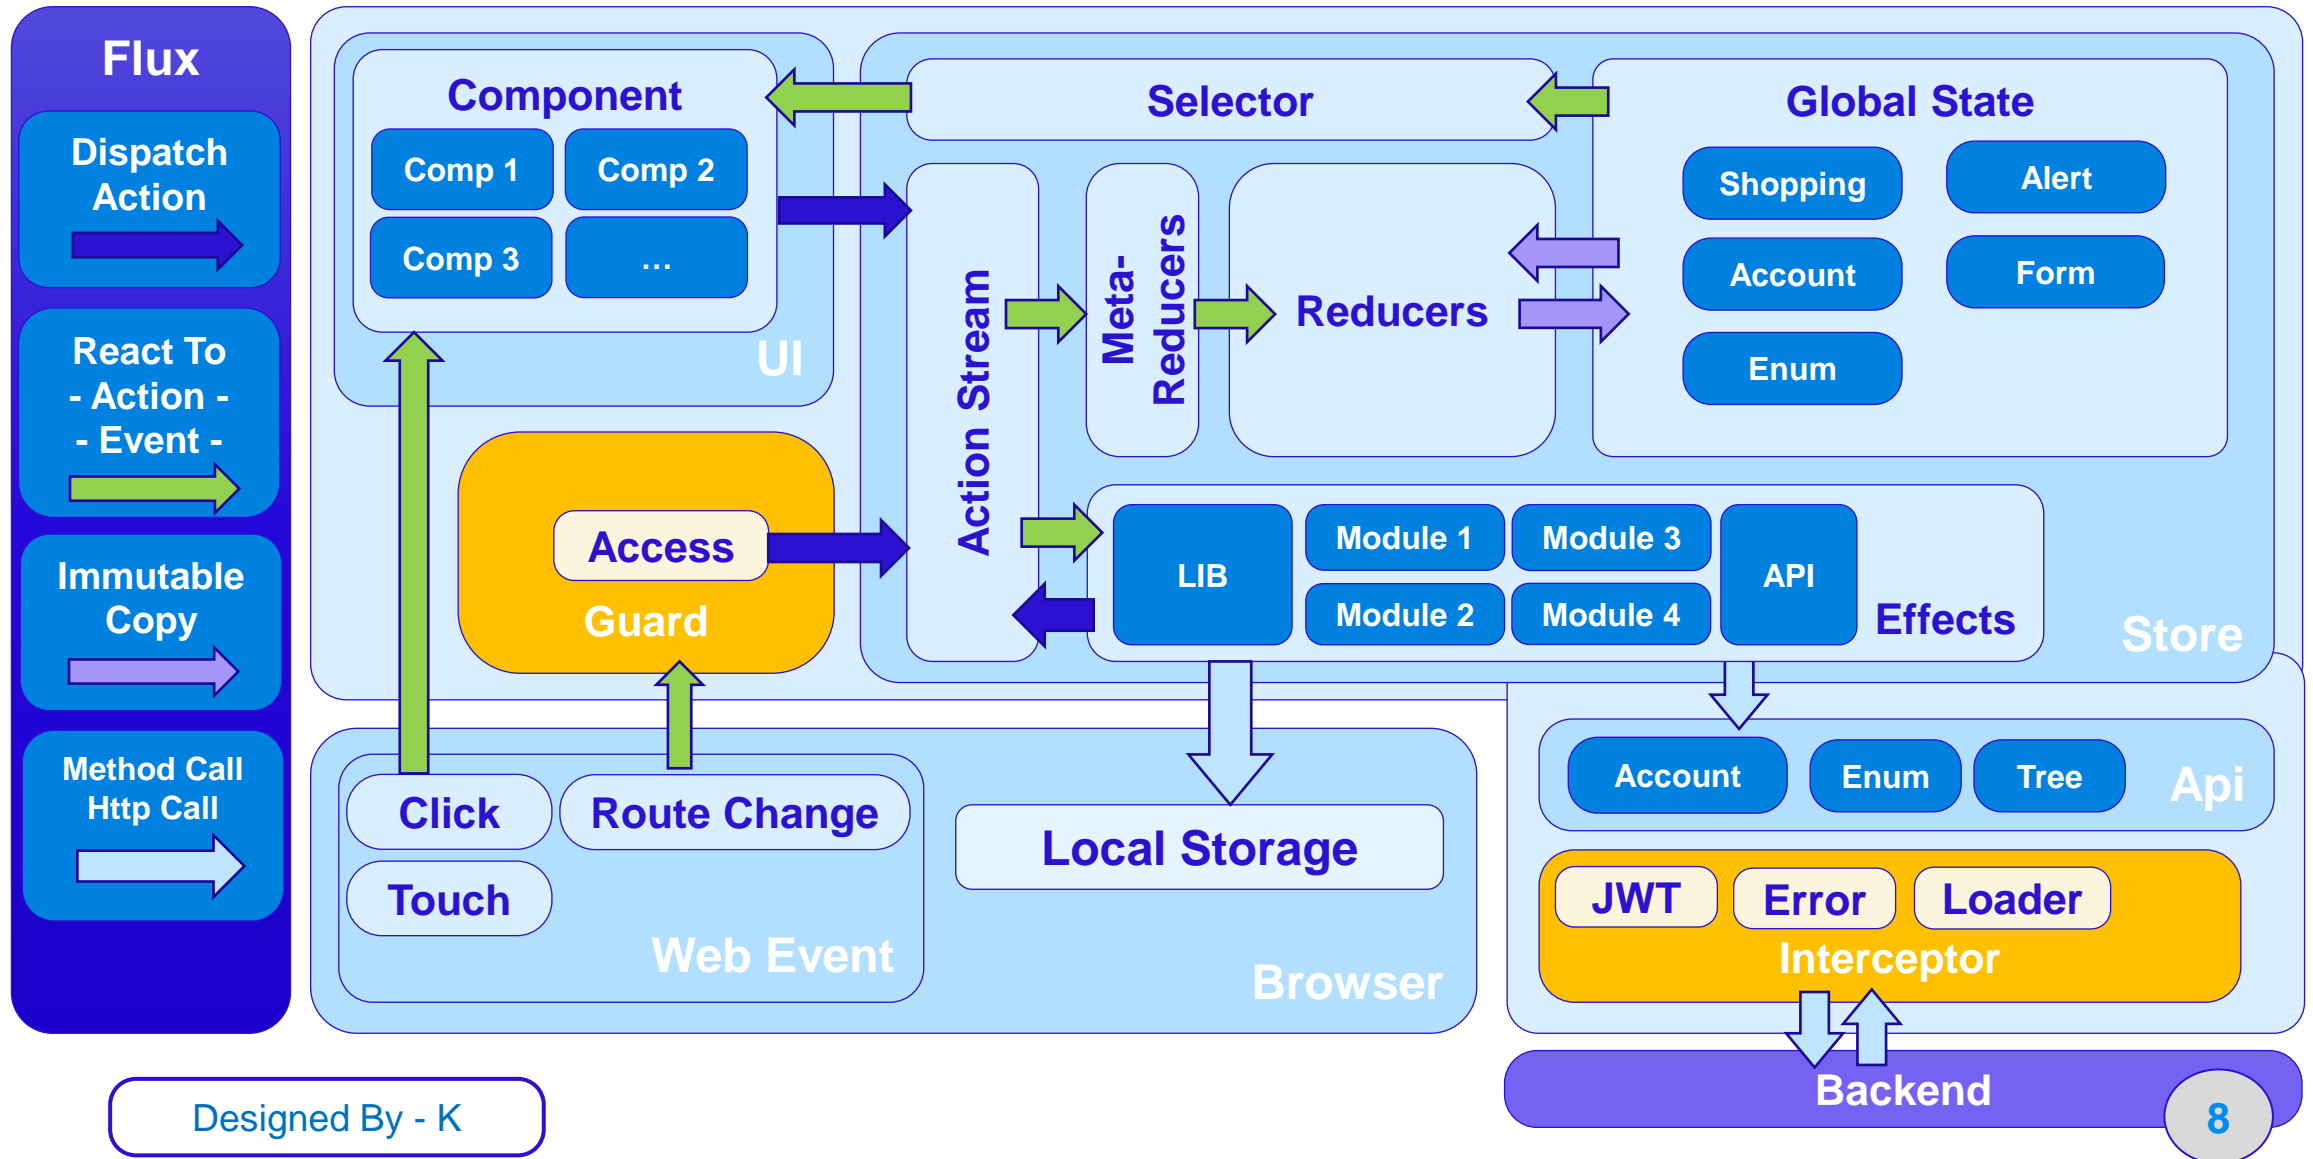 Flux
Dispatch
Action
React To
- Action -
- Event -
Immutable
Copy
Method Call
Http Call
Component
Comp 1
Comp 2
Comp 3
...
UI
Selector
Global State
Shopping
Alert
Account
Form
Enum
Action Stream
Meta-
Reducers
Reducers
Access
Guard
LIB
Module 1
Module 3
Module 2
Module 4
API
Effects
Store
Click
Route Change
Touch
Web Event
Local Storage
Browser
Account
Enum
Tree
Api
JWT
Error
Loader
Interceptor
Backend
Designed By - K
8